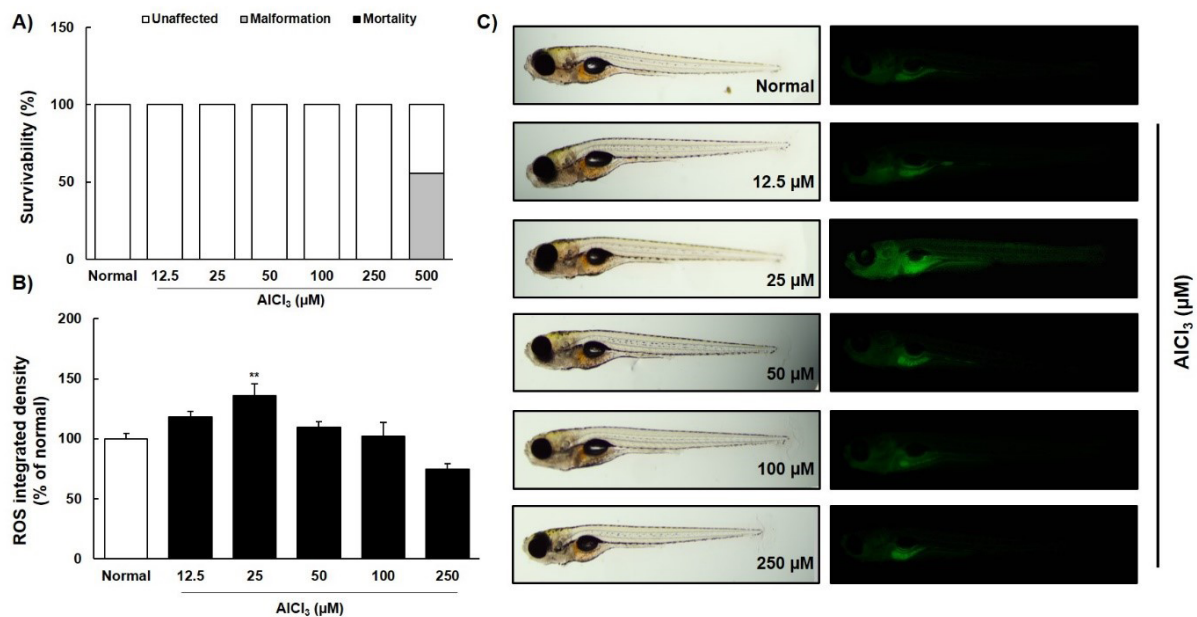 A)
Unaffected Malformation Mortality
150
100
50
0
Survivability (%)
Normal 12.5 25 50 100 250 500
AlCl₃ (µM)
B)
200
150
100
50
0
ROS integrated density
(% of normal)
**
Normal 12.5 25 50 100 250
AlCl₃ (µM)
C)
Normal
12.5 µM
25 µM
50 µM
100 µM
250 µM
AlCl₃ (µM)